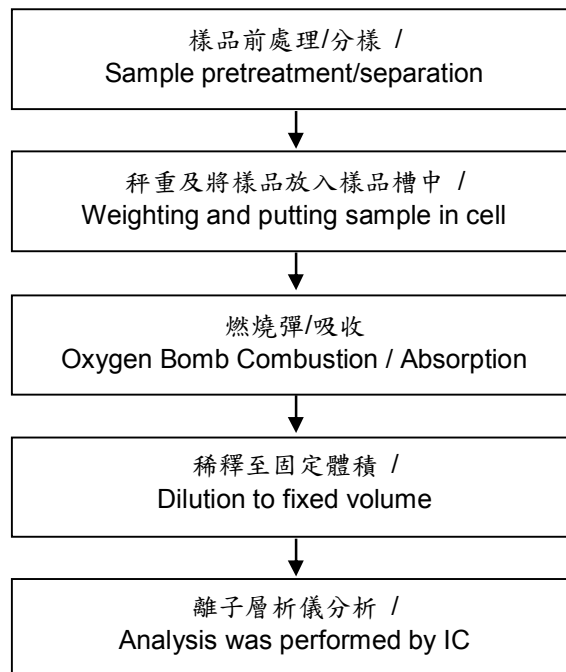 樣品前處理/分樣 /
Sample pretreatment/separation
秤重及將樣品放入樣品槽中 /
Weighting and putting sample in cell
燃燒彈/吸收
Oxygen Bomb Combustion / Absorption
稀釋至固定體積 /
Dilution to fixed volume
離子層析儀分析 /
Analysis was performed by IC